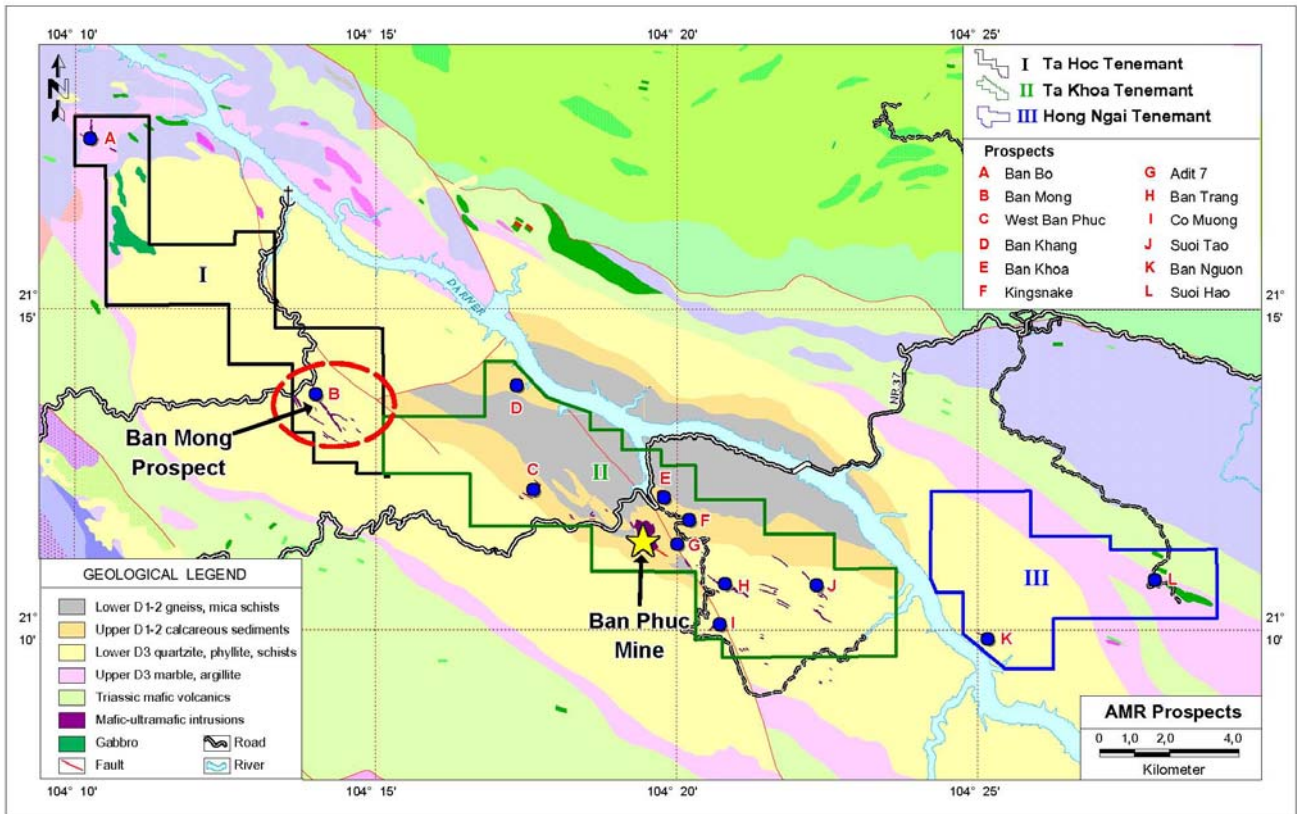 104° 10'
104° 15'
104° 20'
104° 25'
N
I Ta Hoc Tenemant
II Ta Khoa Tenemant
III Hong Ngai Tenemant
Prospects
A Ban Bo
B Ban Mong
C West Ban Phuc
D Ban Khang
E Ban Khoa
F Kingsnake
G Adit 7
H Ban Trang
I Co Muong
J Suoi Tao
K Ban Nguon
L Suoi Hao
A
I
21°
15'
21°
15'
DA RIVER
NR 37
B
D
Ban Mong
Prospect
C
II
E
F
G
H
J
I
III
L
K
Ban Phuc
Mine
21°
10'
21°
10'
GEOLOGICAL LEGEND
Lower D1-2 gneiss, mica schists
Upper D1-2 calcareous sediments
Lower D3 quartzite, phyllite, schists
Upper D3 marble, argillite
Triassic mafic volcanics
Mafic-ultramafic intrusions
Gabbro
Road
Fault
River
AMR Prospects
0 1,0 2,0 4,0
Kilometer
104° 10'
104° 15'
104° 20'
104° 25'